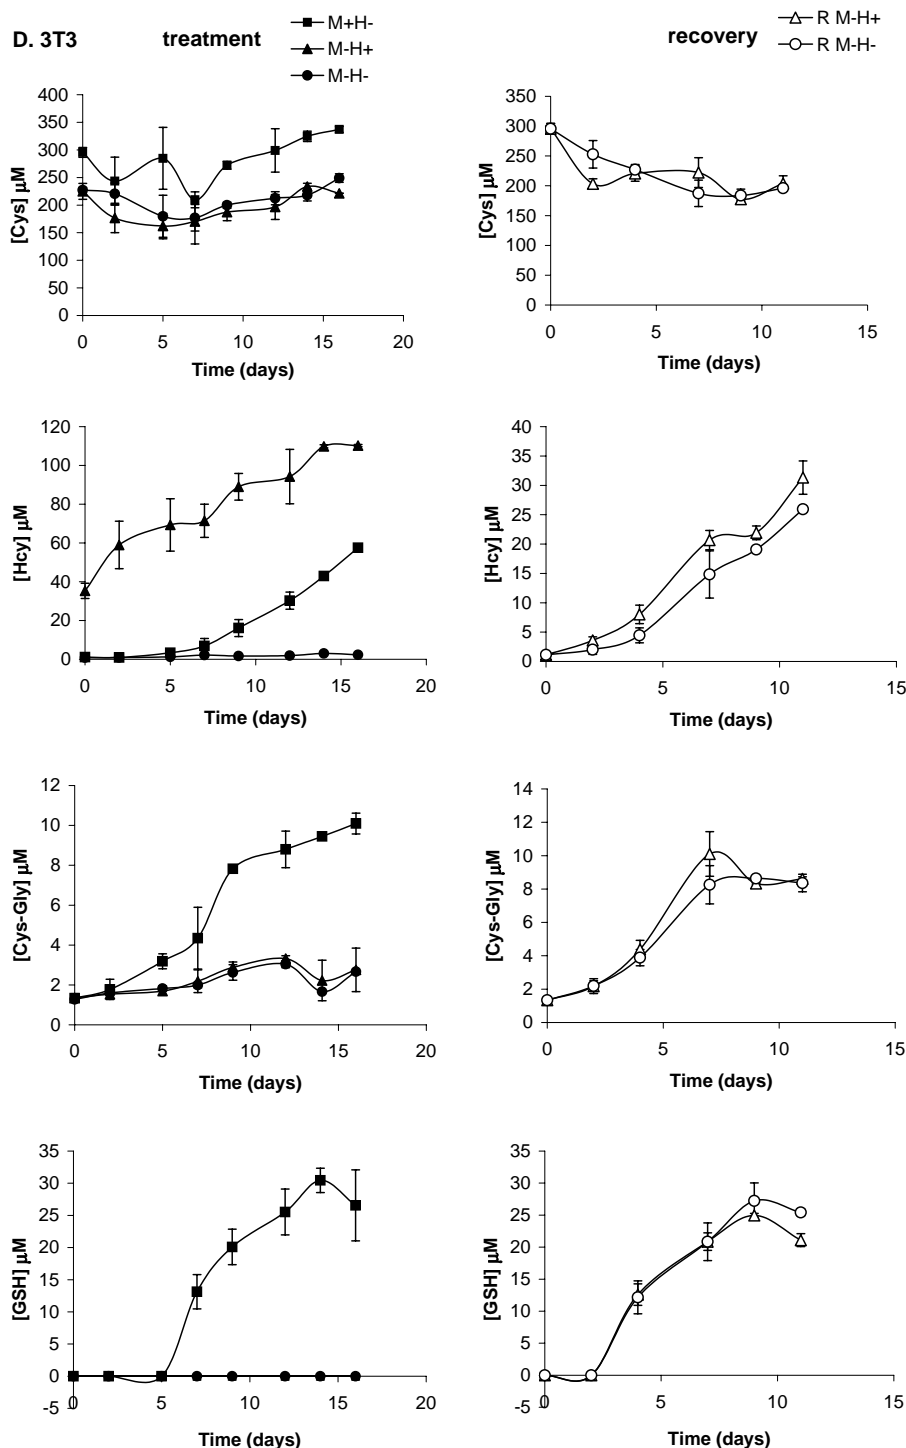 D. 3T3
treatment
M+H-
M-H+
M-H-
recovery
R M-H+
R M-H-
[Cys] µM
400
350
300
250
200
150
100
50
0
0 5 10 15 20
Time (days)
[Cys] µM
350
300
250
200
150
100
50
0
0 5 10 15
Time (days)
[Hcy] µM
120
100
80
60
40
20
0
0 5 10 15 20
Time (days)
[Hcy] µM
40
35
30
25
20
15
10
5
0
0 5 10 15
Time (days)
[Cys-Gly] µM
12
10
8
6
4
2
0
0 5 10 15 20
Time (days)
[Cys-Gly] µM
14
12
10
8
6
4
2
0
0 5 10 15
Time (days)
[GSH] µM
35
30
25
20
15
10
5
0
-5
0 5 10 15 20
Time (days)
[GSH] µM
35
30
25
20
15
10
5
0
-5
0 5 10 15
Time (days)